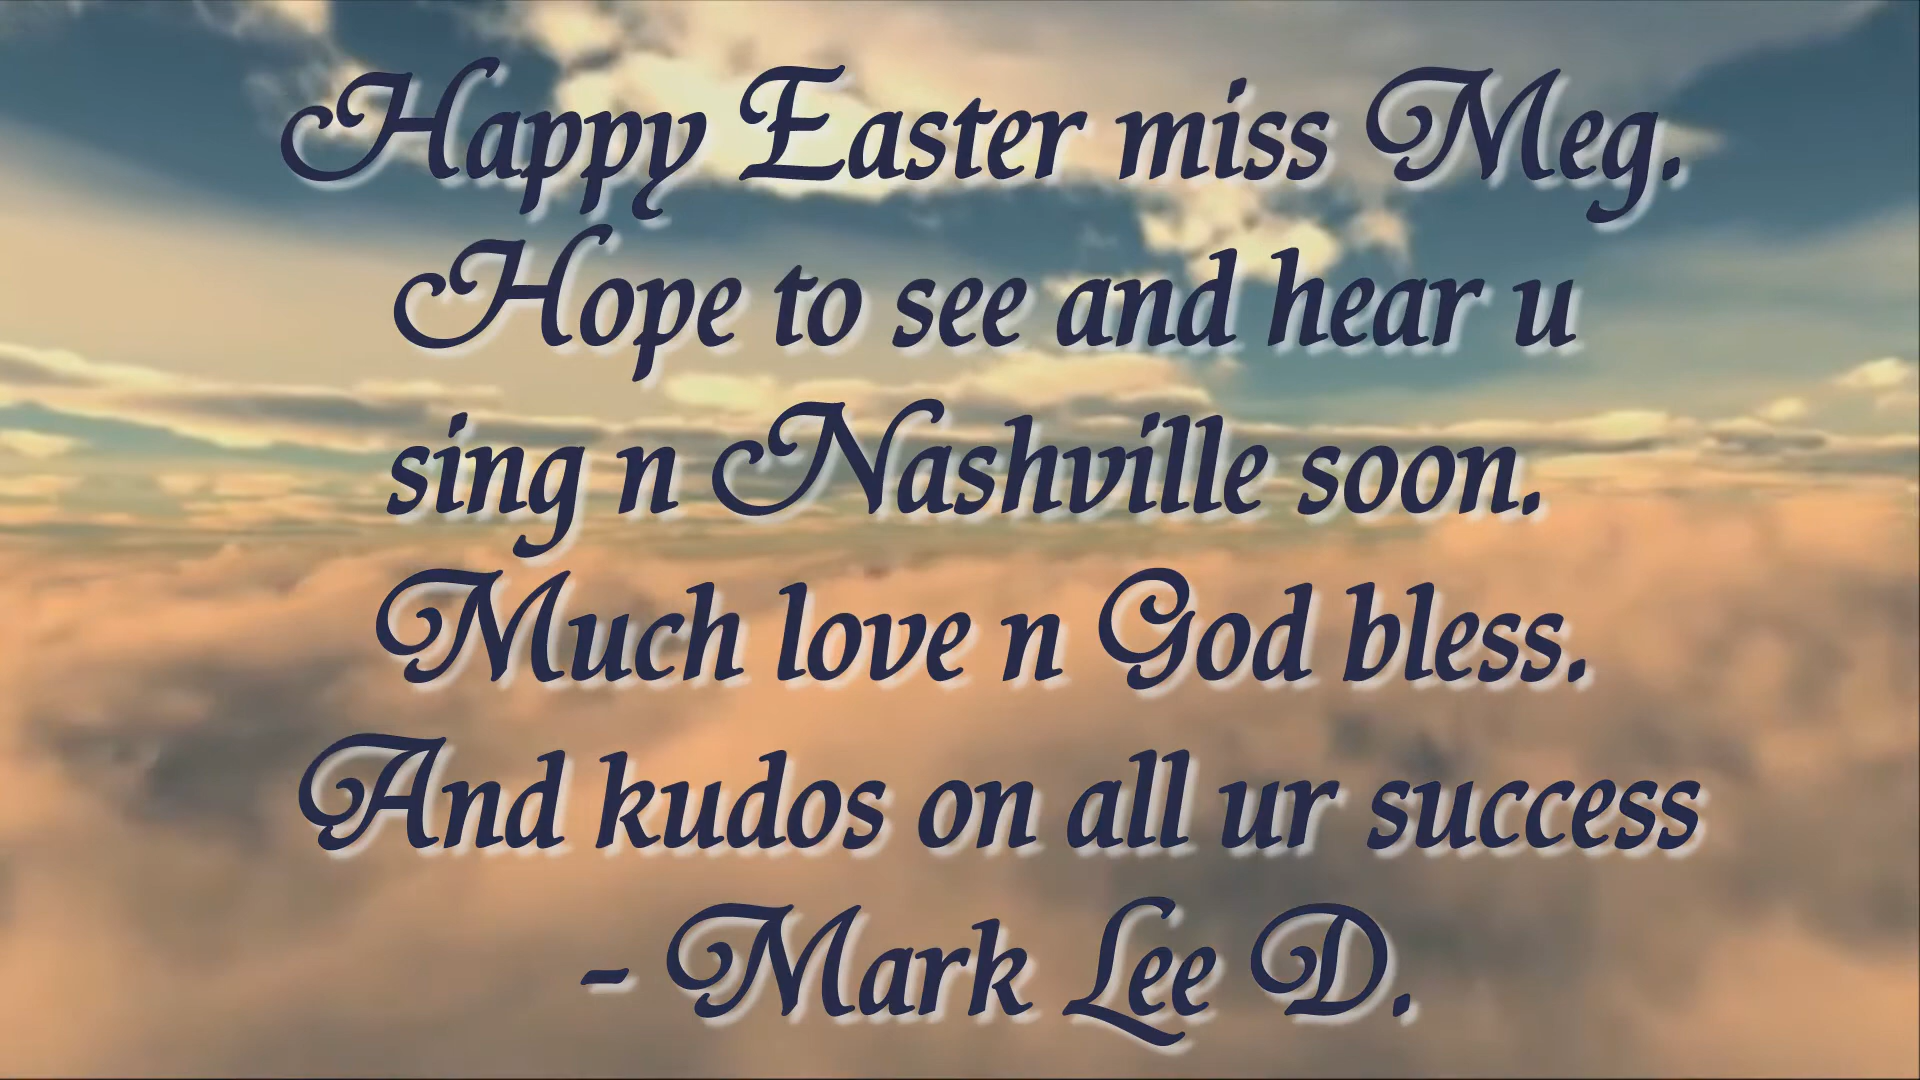 Happy Easter miss Meg.
Hope to see and hear u
sing n Nashville soon.
Much love n God bless.
And kudos on all ur success
- Mark Lee D.